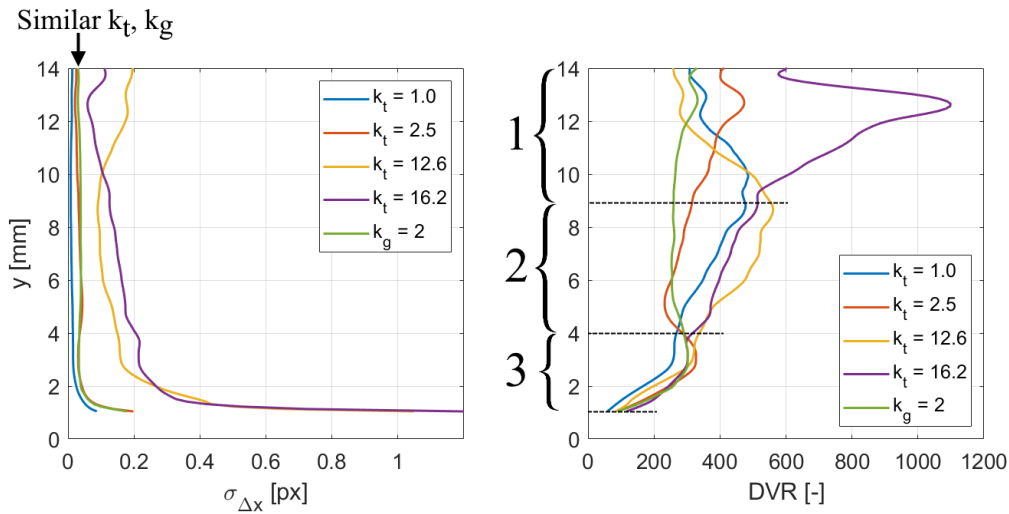 Similar kt, kg
14
12
10
8
6
4
2
0
y [mm]
0
0.2
0.4
0.6
0.8
1
σΔx [px]
kt = 1.0
kt = 2.5
kt = 12.6
kt = 16.2
kg = 2
1
2
3
14
12
10
8
6
4
2
0
0
200
400
600
800
1000
1200
DVR [-]
kt = 1.0
kt = 2.5
kt = 12.6
kt = 16.2
kg = 2